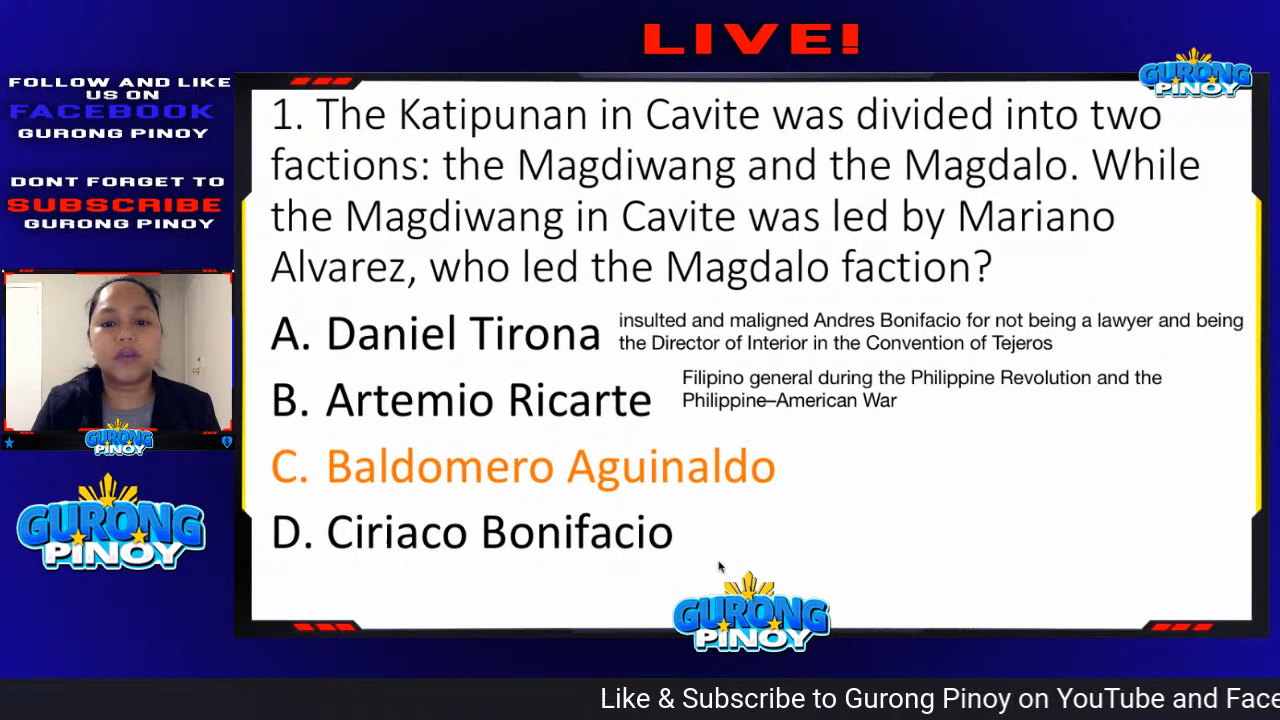 LIVE!
FOLLOW AND LIKE
US ON
FACEBOOK
GURONG PINOY
DONT FORGET TO
SUBSCRIBE
GURONG PINOY
GURONG
PINOY
1. The Katipunan in Cavite was divided into two
factions: the Magdiwang and the Magdalo. While
the Magdiwang in Cavite was led by Mariano
Alvarez, who led the Magdalo faction?
A. Daniel Tirona
insulted and maligned Andres Bonifacio for not being a lawyer and being
the Director of Interior in the Convention of Tejeros
B. Artemio Ricarte
Filipino general during the Philippine Revolution and the
Philippine–American War
C. Baldomero Aguinaldo
D. Ciriaco Bonifacio
GURONG
PINOY
GURONG
PINOY
GURONG
PINOY
Like & Subscribe to Gurong Pinoy on YouTube and Face